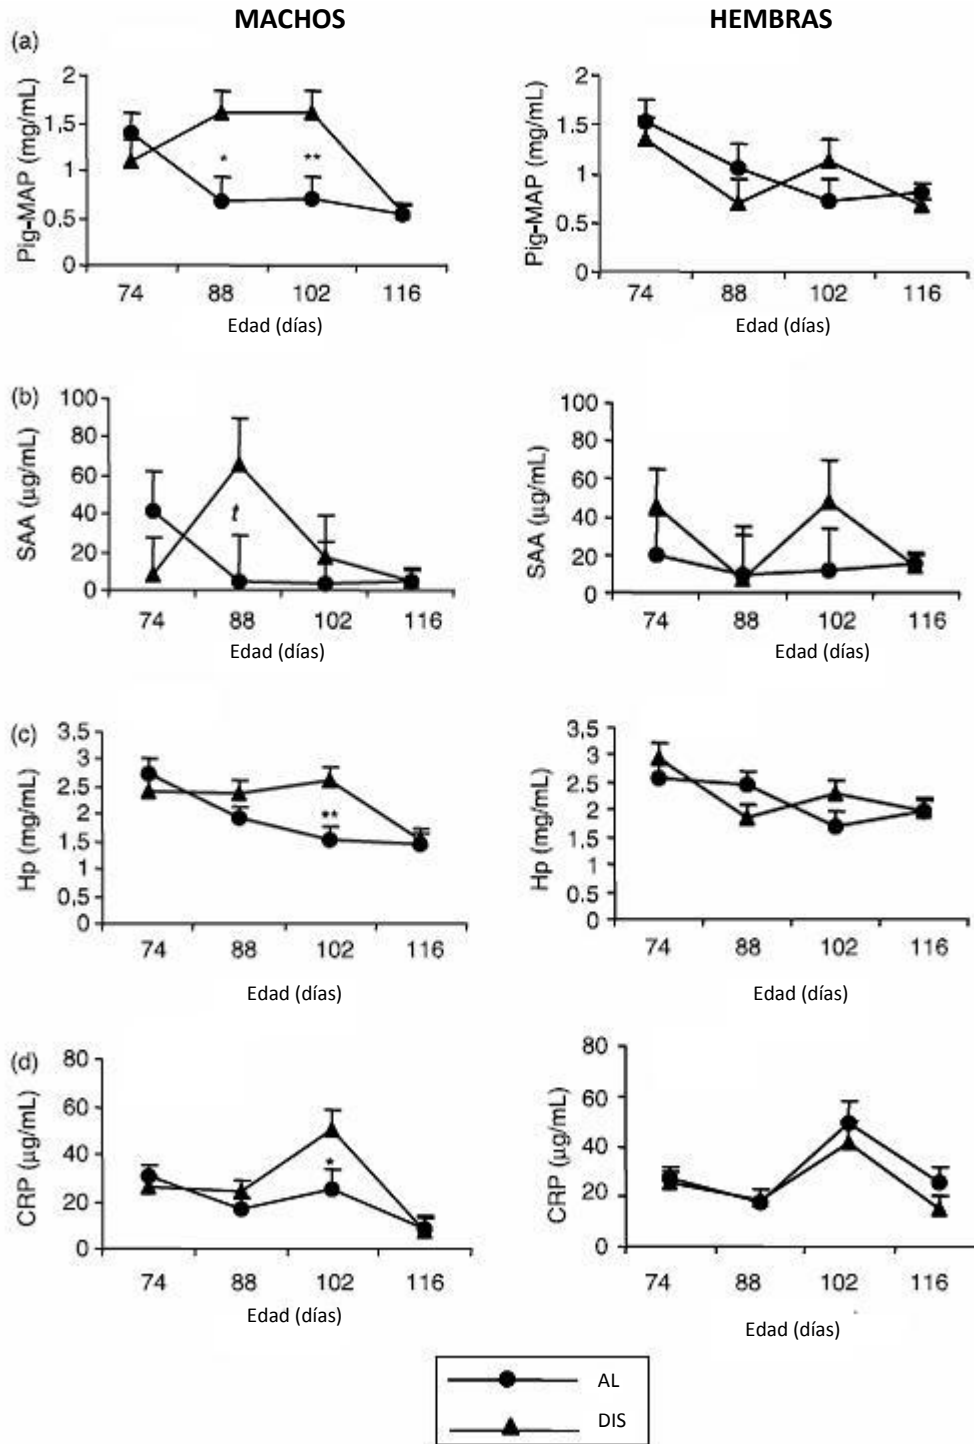 MACHOS HEMBRAS
(a)
Pig-MAP (mg/mL)
2
1.5
1
0.5
0
* **
74 88 102 116
Edad (días)
Pig-MAP (mg/mL)
2
1.5
1
0.5
0
74 88 102 116
Edad (días)
(b)
SAA (µg/mL)
100
80
60
40
20
0
t
74 88 102 116
Edad (días)
SAA (µg/mL)
100
80
60
40
20
0
74 88 102 116
Edad (días)
(c)
Hp (mg/mL)
3.5
3
2.5
2
1.5
1
0.5
0
**
74 88 102 116
Edad (días)
Hp (mg/mL)
3.5
3
2.5
2
1.5
1
0.5
0
74 88 102 116
Edad (días)
(d)
CRP (µg/mL)
80
60
40
20
0
*
74 88 102 116
Edad (días)
CRP (µg/mL)
80
60
40
20
0
74 88 102 116
Edad (días)
AL
DIS